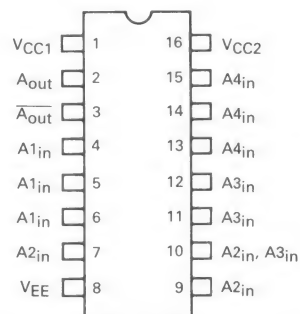 VCC1 1 16 VCC2
Aout 2 15 A4in
A̅o̅u̅t̅ 3 14 A4in
A1in 4 13 A4in
A1in 5 12 A3in
A1in 6 11 A3in
A2in 7 10 A2in, A3in
VEE 8 9 A2in